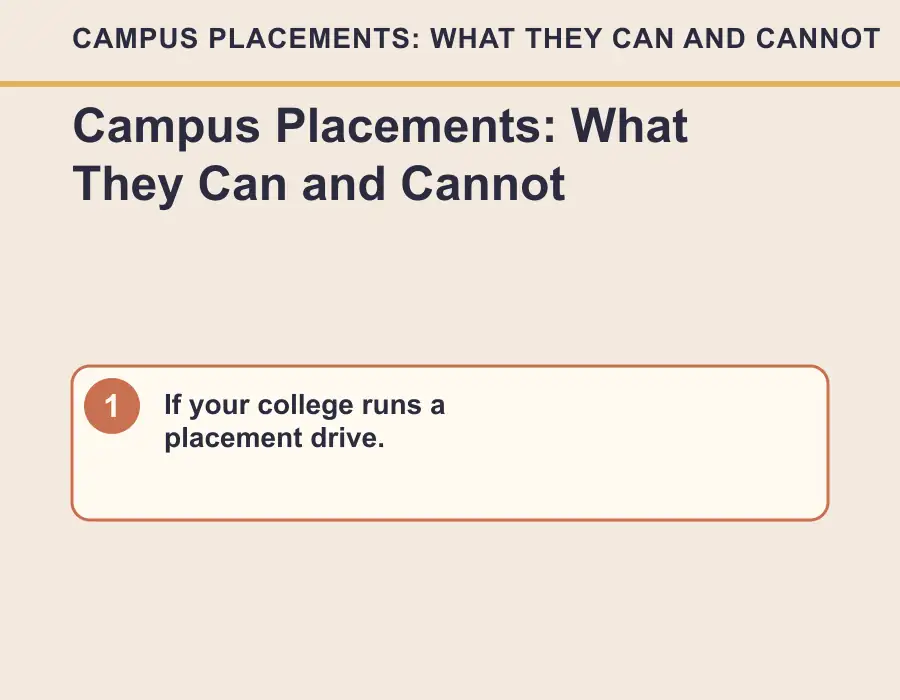 CAMPUS PLACEMENTS: WHAT THEY CAN AND CANNOT
Campus Placements: What
They Can and Cannot
1
If your college runs a
placement drive.